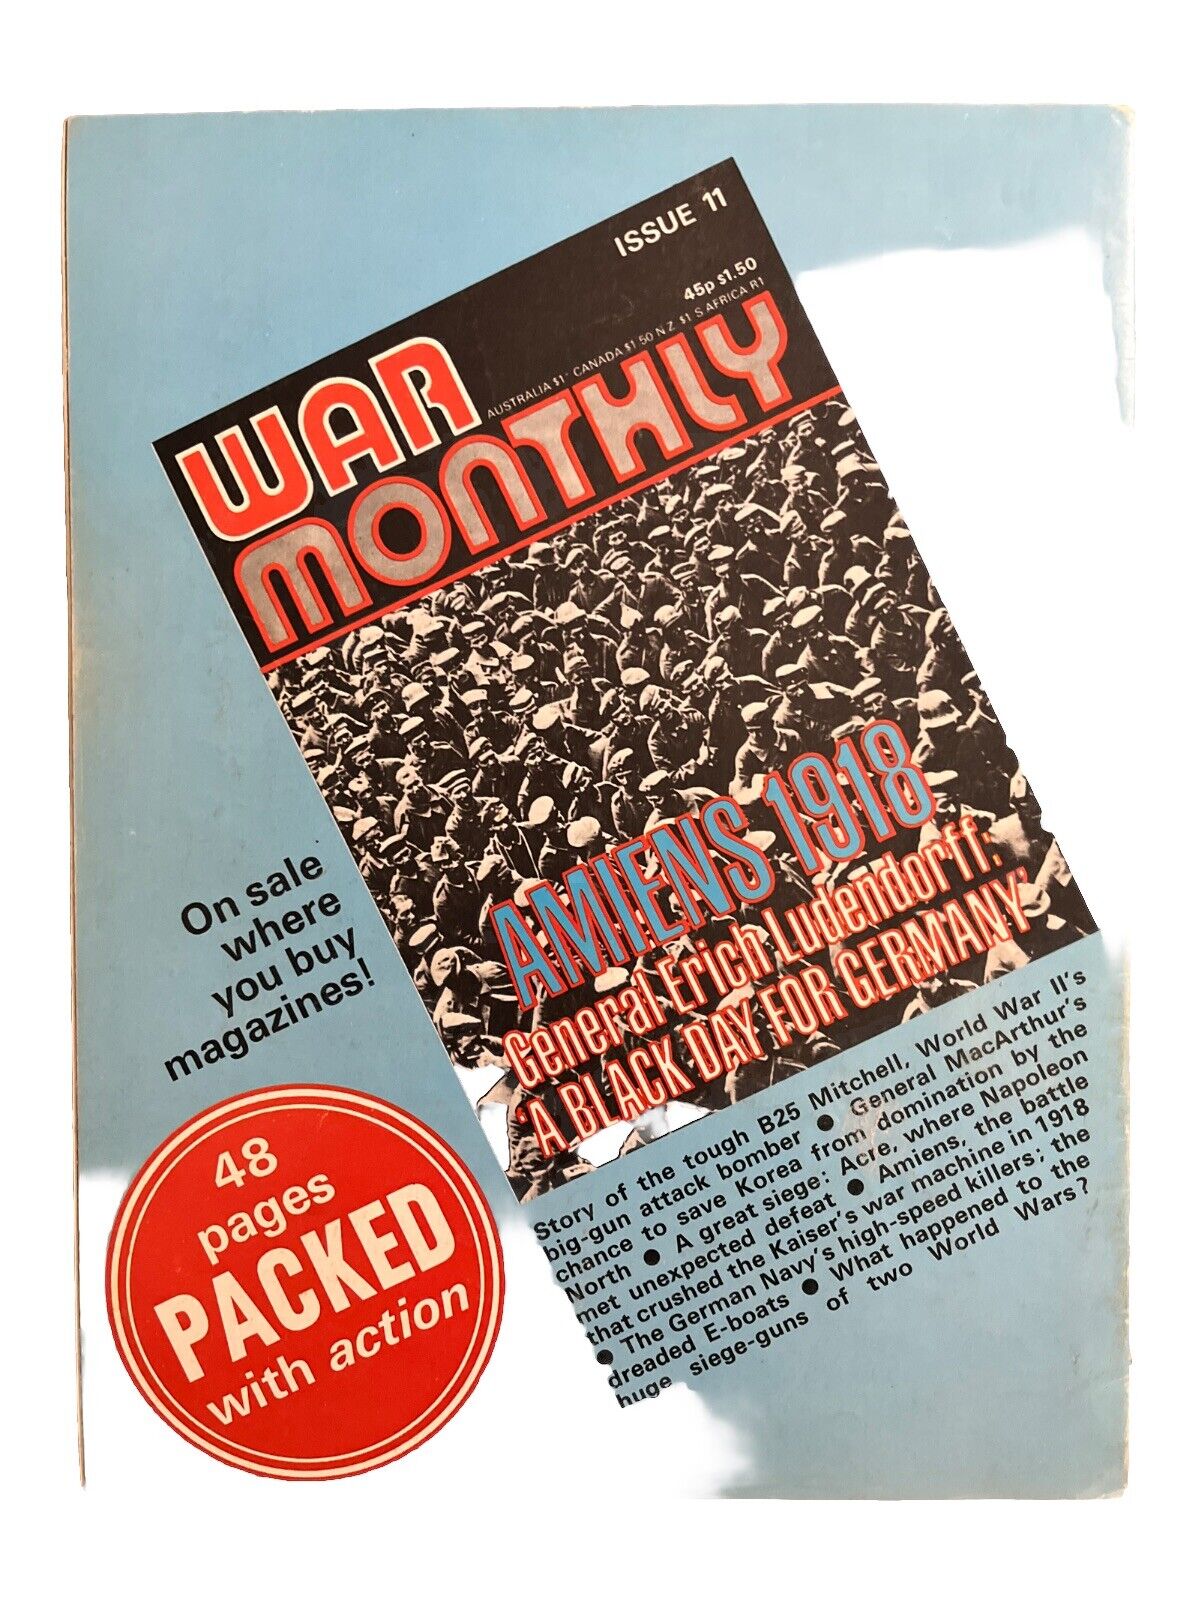 ISSUE 11
45p $1.50
AUSTRALIA $1 CANADA $1.50 N.Z. $1 S AFRICA R1
WAR
MONTHLY
AMIENS 1918
General Erich Ludendorff:
'A BLACK DAY FOR GERMANY'
On sale
where
you buy
magazines!
48
pages
PACKED
with action
Story of the tough B25 Mitchell, World War II's
big-gun attack bomber ● General MacArthur's
chance to save Korea from domination by the
North ● A great siege: Acre, where Napoleon
met unexpected defeat ● Amiens, the battle
that crushed the Kaiser's war machine in 1918
● The German Navy's high-speed killers; the
dreaded E-boats ● What happened to the
huge siege-guns of two World Wars?